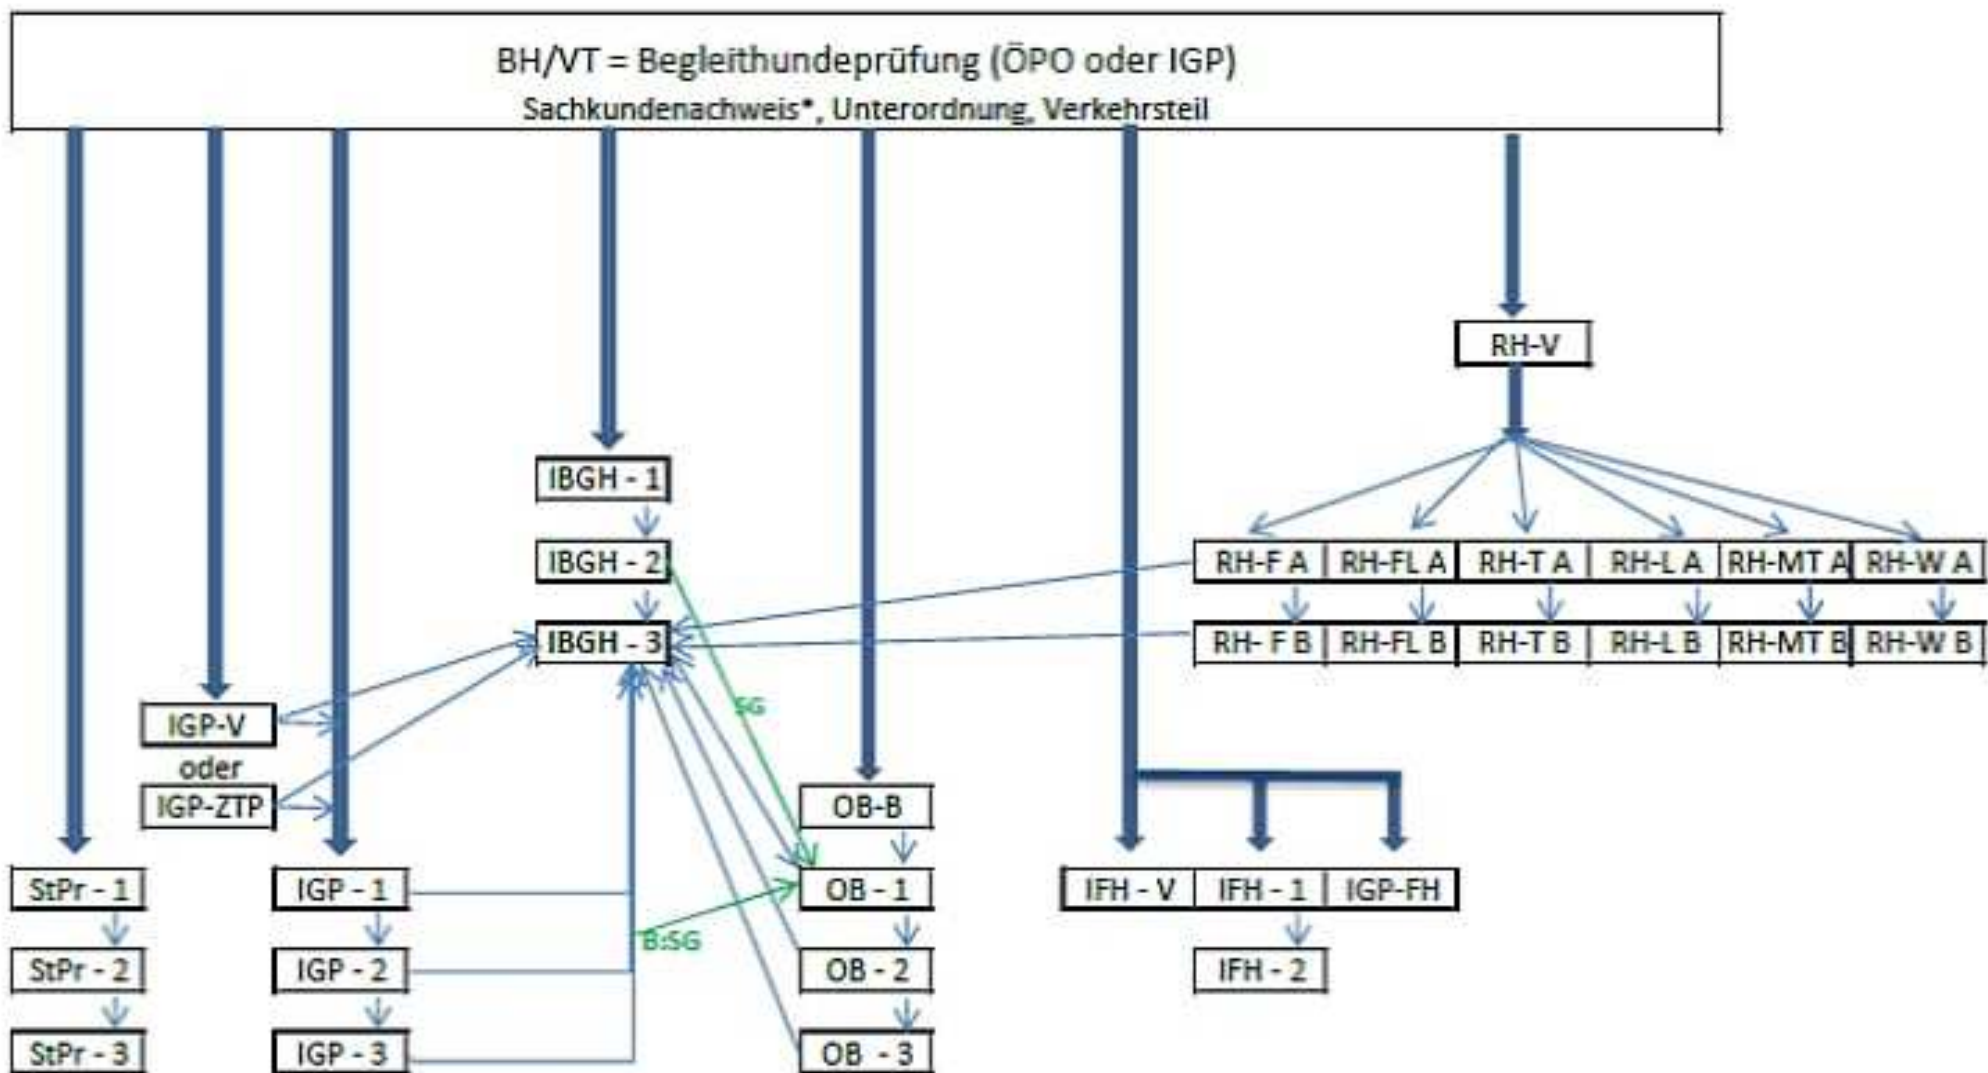 BH/VT = Begleithundeprüfung (ÖPO oder IGP)
Sachkundenachweis*, Unterordnung, Verkehrsteil
RH-V
IBGH - 1
IBGH - 2
RH-F A RH-FL A RH-T A RH-L A RH-MT A RH-W A
IBGH - 3
RH- F B RH-FL B RH-T B RH-L B RH-MT B RH-W B
SG
IGP-V
oder
IGP-ZTP
OB-B
StPr - 1 IGP - 1 OB - 1 IFH - V IFH - 1 IGP-FH
B:SG
StPr - 2 IGP - 2 OB - 2 IFH - 2
StPr - 3 IGP - 3 OB - 3